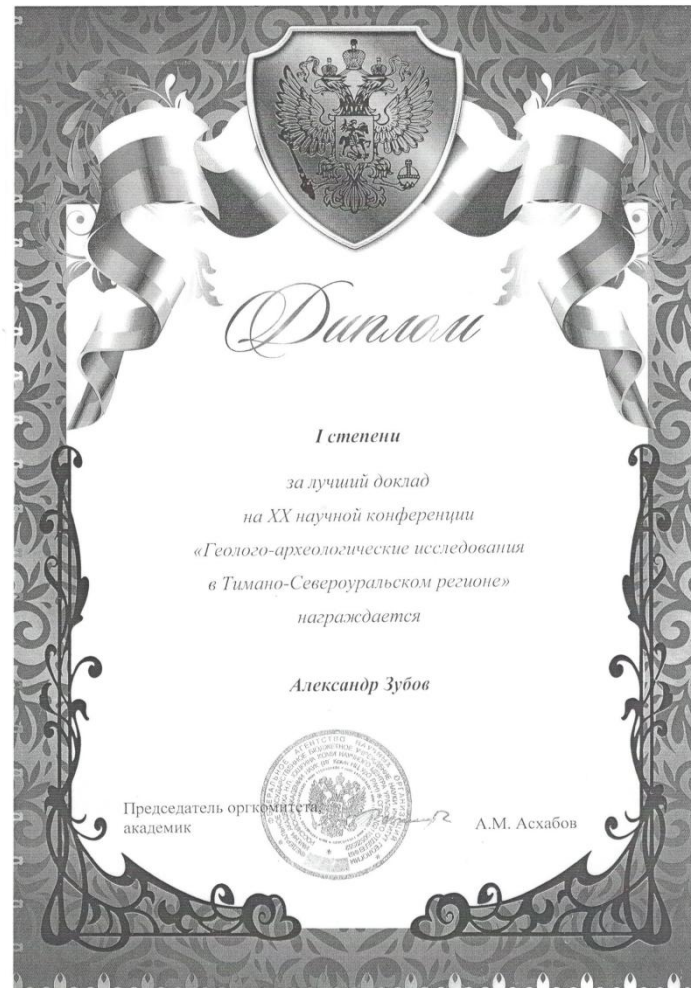 Диплом
I степени
за лучший доклад
на XX научной конференции
«Геолого-археологические исследования
в Тимано-Североуральском регионе»
награждается
Александр Зубов
Председатель оргкомитета,
академик
А.М. Асхабов